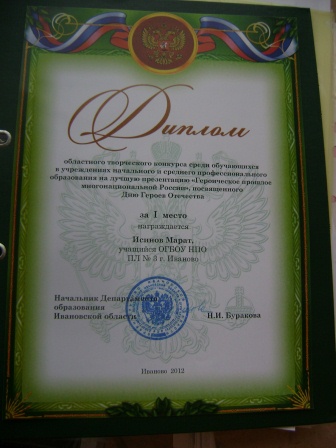 Диплом
областного творческого конкурса среди обучающихся
в учреждениях начального и среднего профессионального
образования на лучшую презентацию «Героическое прошлое
многонациональной России», посвященного
Дню Героев Отечества
за I место
награждается
Исинов Марат,
учащийся ОГБОУ НПО
ПЛ № 3 г. Иваново
Начальник Департамента
образования
Ивановской области
Н.И. Буракова
Иваново 2012